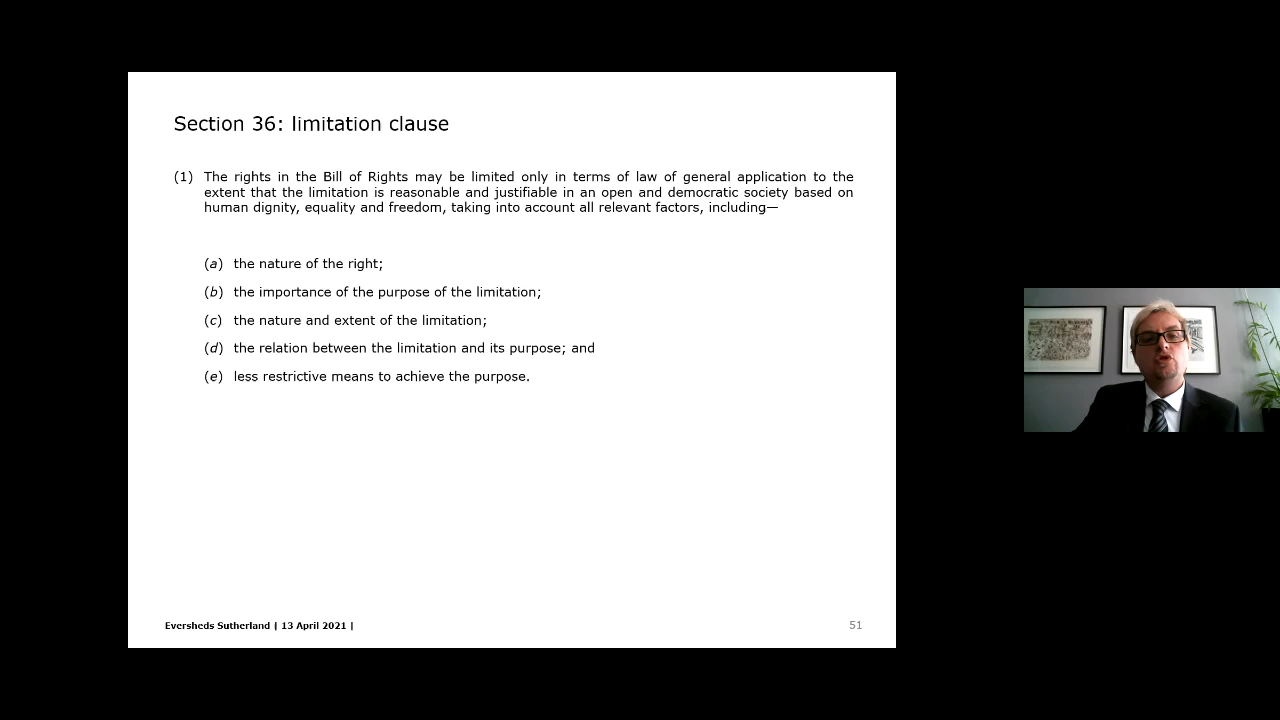 Section 36: limitation clause
(1) The rights in the Bill of Rights may be limited only in terms of law of general application to the
extent that the limitation is reasonable and justifiable in an open and democratic society based on
human dignity, equality and freedom, taking into account all relevant factors, including—
(a) the nature of the right;
(b) the importance of the purpose of the limitation;
(c) the nature and extent of the limitation;
(d) the relation between the limitation and its purpose; and
(e) less restrictive means to achieve the purpose.
Eversheds Sutherland | 13 April 2021 |
51